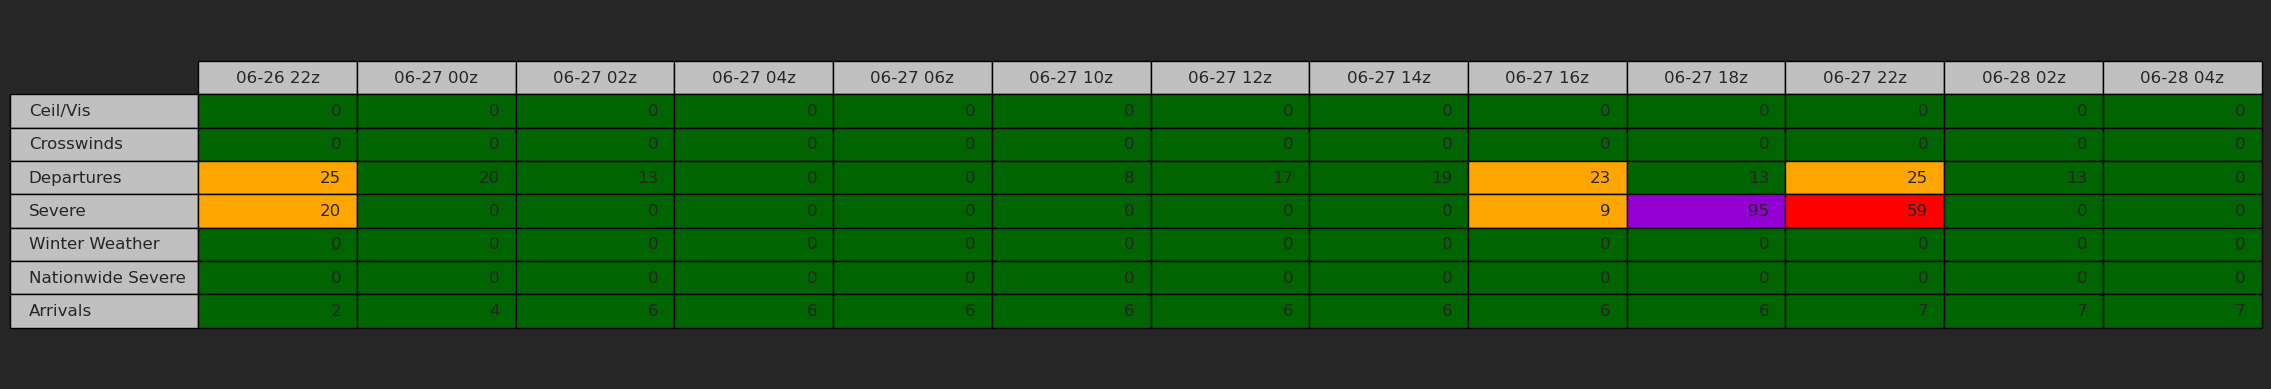 06-26 22z 06-27 00z 06-27 02z 06-27 04z 06-27 06z 06-27 10z 06-27 12z 06-27 14z 06-27 16z 06-27 18z 06-27 22z 06-28 02z 06-28 04z
Ceil/Vis 0 0 0 0 0 0 0 0 0 0 0 0 0
Crosswinds 0 0 0 0 0 0 0 0 0 0 0 0 0
Departures 25 20 13 0 0 8 17 19 23 13 25 13 0
Severe 20 0 0 0 0 0 0 0 9 95 59 0 0
Winter Weather 0 0 0 0 0 0 0 0 0 0 0 0 0
Nationwide Severe 0 0 0 0 0 0 0 0 0 0 0 0 0
Arrivals 2 4 6 6 6 6 6 6 6 6 7 7 7